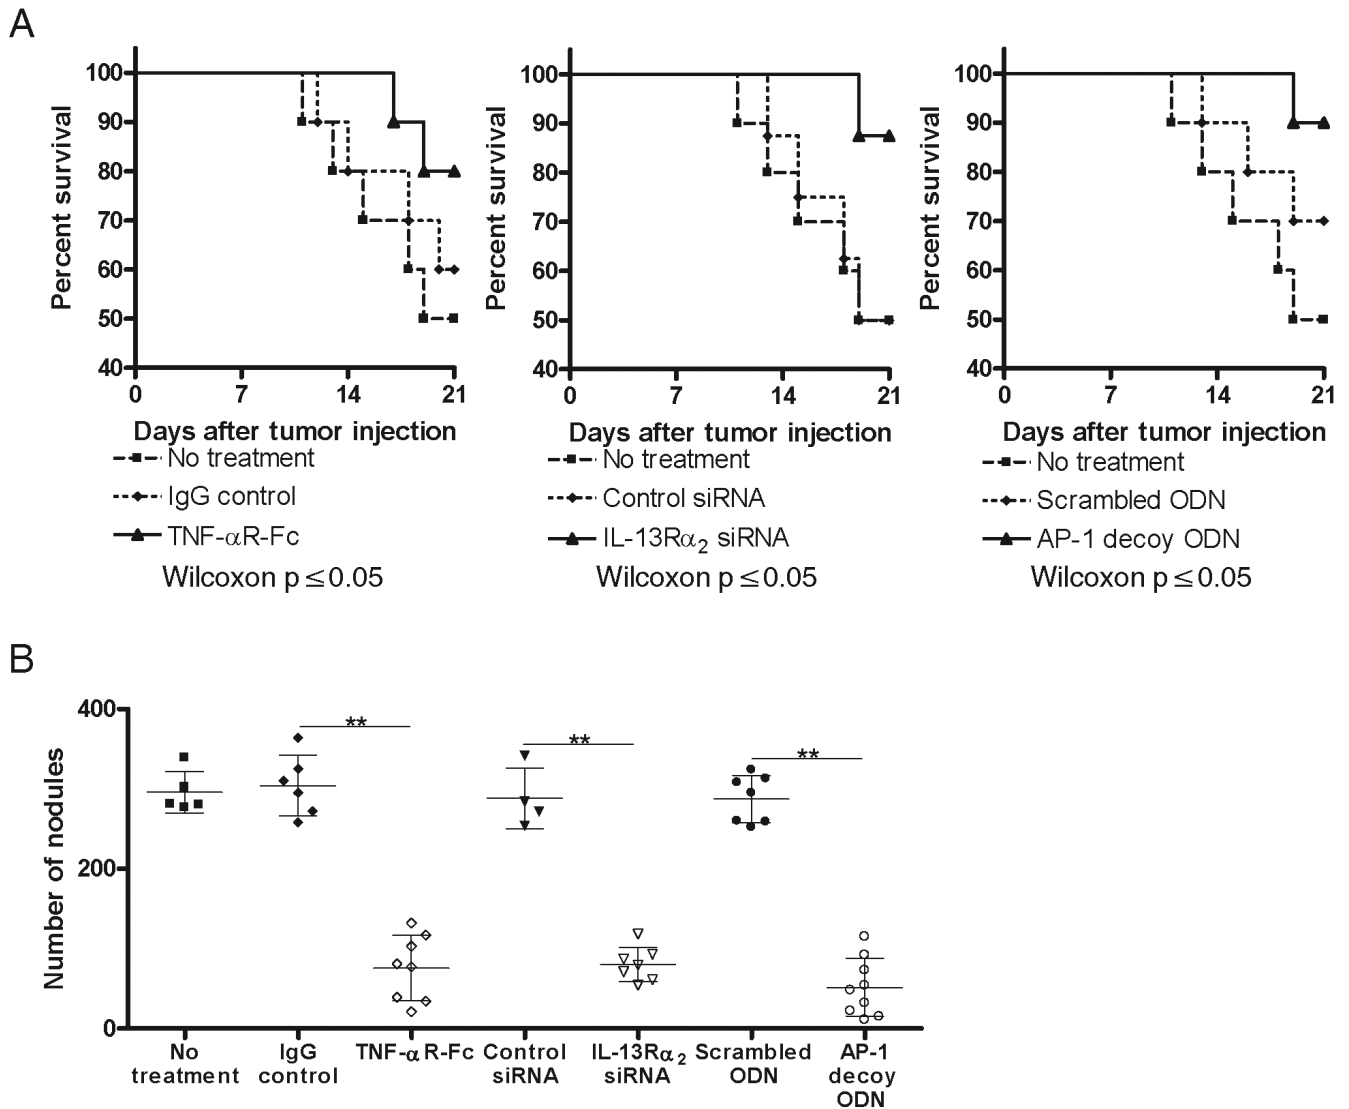 A
Percent survival
100
90
80
70
60
50
40
0 7 14 21
Days after tumor injection
No treatment
IgG control
TNF-αR-Fc
Wilcoxon p ≤ 0.05
Percent survival
100
90
80
70
60
50
40
0 7 14 21
Days after tumor injection
No treatment
Control siRNA
IL-13Rα₂ siRNA
Wilcoxon p ≤ 0.05
Percent survival
100
90
80
70
60
50
40
0 7 14 21
Days after tumor injection
No treatment
Scrambled ODN
AP-1 decoy ODN
Wilcoxon p ≤ 0.05
B
Number of nodules
400
200
0
**
**
**
No
treatment
IgG
control
TNF-αR-Fc
Control
siRNA
IL-13Rα₂
siRNA
Scrambled
ODN
AP-1
decoy
ODN